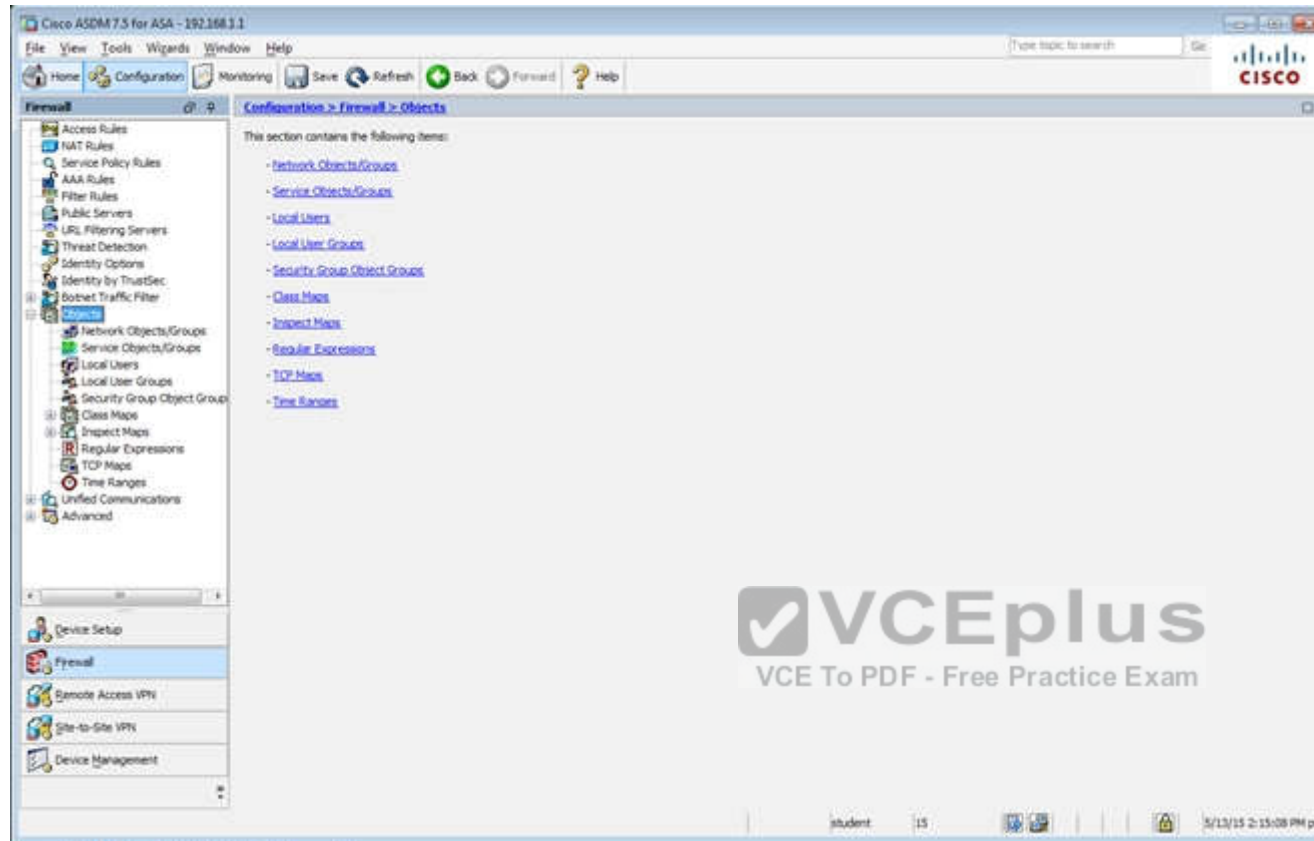 Cisco ASDM 7.5 for ASA - 192.168.1.1
File View Tools Wizards Window Help
Type topic to search
Go
Home Configuration Monitoring Save Refresh Back Forward Help
CISCO
Firewall
Configuration > Firewall > Objects
Access Rules
NAT Rules
Service Policy Rules
AAA Rules
Filter Rules
Public Servers
URL Filtering Servers
Threat Detection
Identity Options
Identity by TrustSec
Botnet Traffic Filter
Objects
Network Objects/Groups
Service Objects/Groups
Local Users
Local User Groups
Security Group Object Group
Class Maps
Inspect Maps
Regular Expressions
TCP Maps
Time Ranges
Unified Communications
Advanced
This section contains the following items:
- Network Objects/Groups
- Service Objects/Groups
- Local Users
- Local User Groups
- Security Group Object Groups
- Class Maps
- Inspect Maps
- Regular Expressions
- TCP Maps
- Time Ranges
Device Setup
Firewall
Remote Access VPN
Site-to-Site VPN
Device Management
VCEplus
VCE To PDF - Free Practice Exam
student 15 5/13/15 2:15:08 PM p